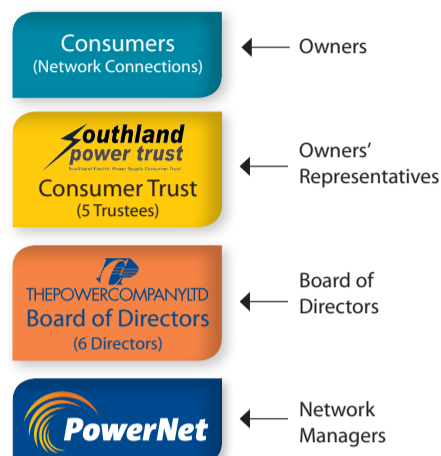 Consumers
(Network Connections)
Owners
Southland
power trust
Southland Electric Power Supply Consumer Trust
Consumer Trust
(5 Trustees)
Owners'
Representatives
THEPOWERCOMPANYLTD
Board of Directors
(6 Directors)
Board of
Directors
PowerNet
Network
Managers